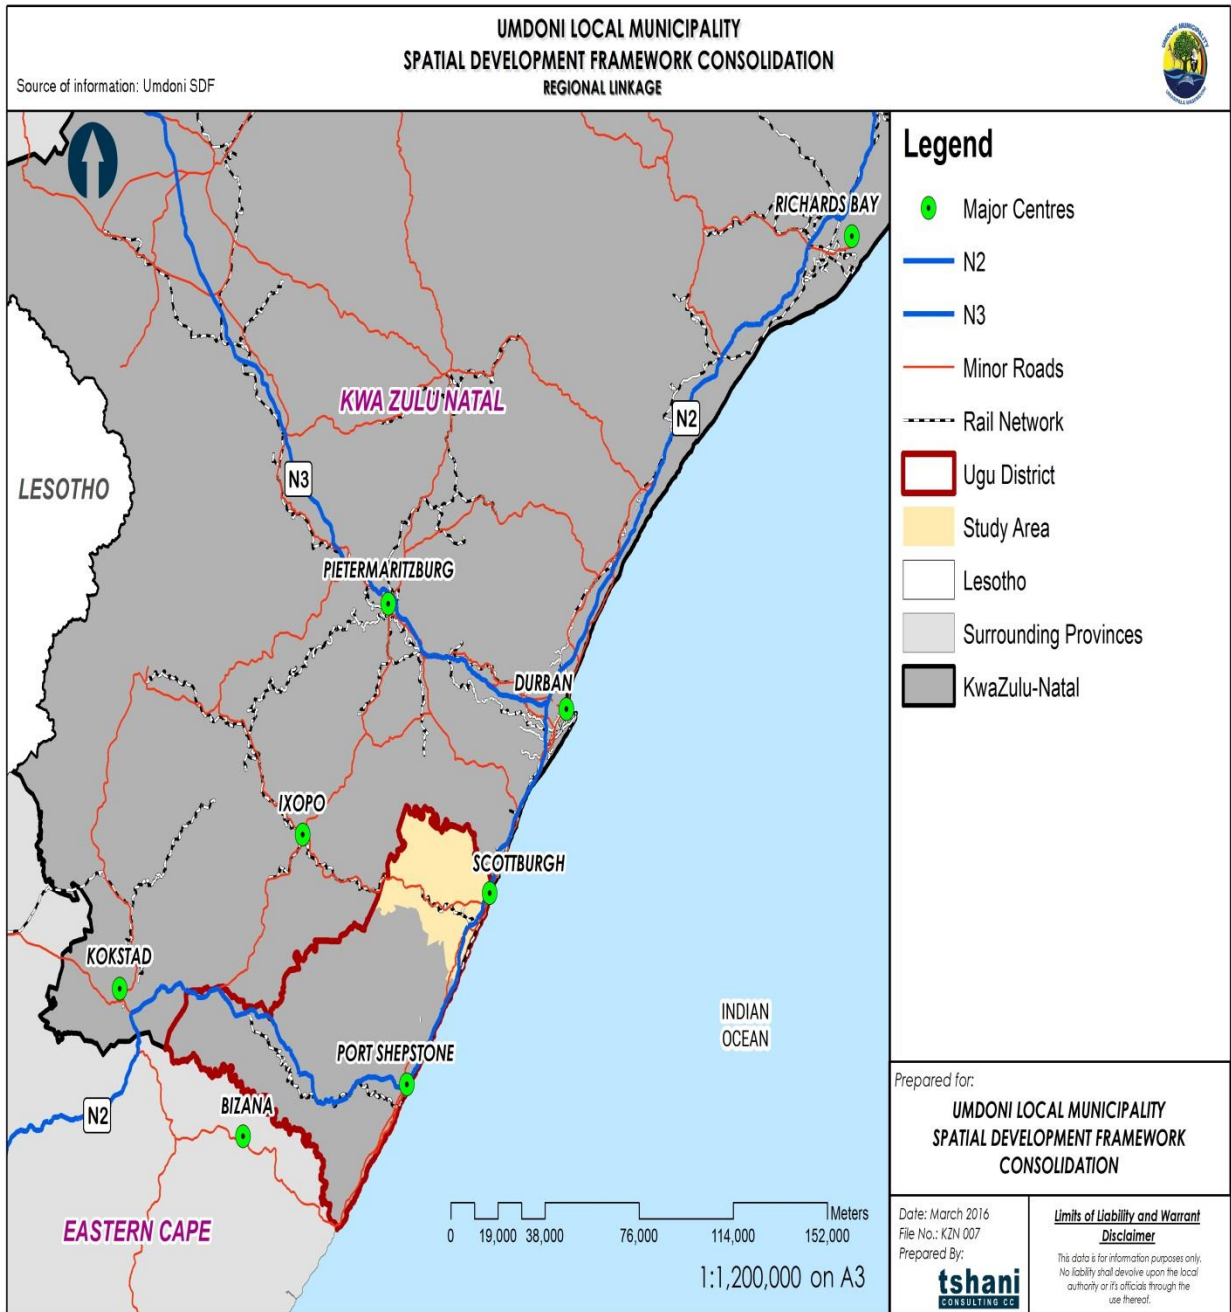 UMDONI LOCAL MUNICIPALITY
SPATIAL DEVELOPMENT FRAMEWORK CONSOLIDATION
REGIONAL LINKAGE
Source of information: Umdoni SDF
UMDONI MUNICIPALITY
RICHARDS BAY
KWA ZULU NATAL
N2
LESOTHO
N3
PIETERMARITZBURG
DURBAN
IXOPO
SCOTTBURGH
KOKSTAD
INDIAN
OCEAN
PORT SHEPSTONE
BIZANA
N2
EASTERN CAPE
Meters
0 19,000 38,000 76,000 114,000 152,000
1:1,200,000 on A3
Legend
Major Centres
N2
N3
Minor Roads
Rail Network
Ugu District
Study Area
Lesotho
Surrounding Provinces
KwaZulu-Natal
Prepared for:
UMDONI LOCAL MUNICIPALITY
SPATIAL DEVELOPMENT FRAMEWORK
CONSOLIDATION
Date: March 2016
File No.: KZN 007
Prepared By:
tshani
CONSULTING CC
Limits of Liability and Warrant
Disclaimer
This data is for information purposes only.
No liability shall devolve upon the local
authority or it's officials through the
use thereof.